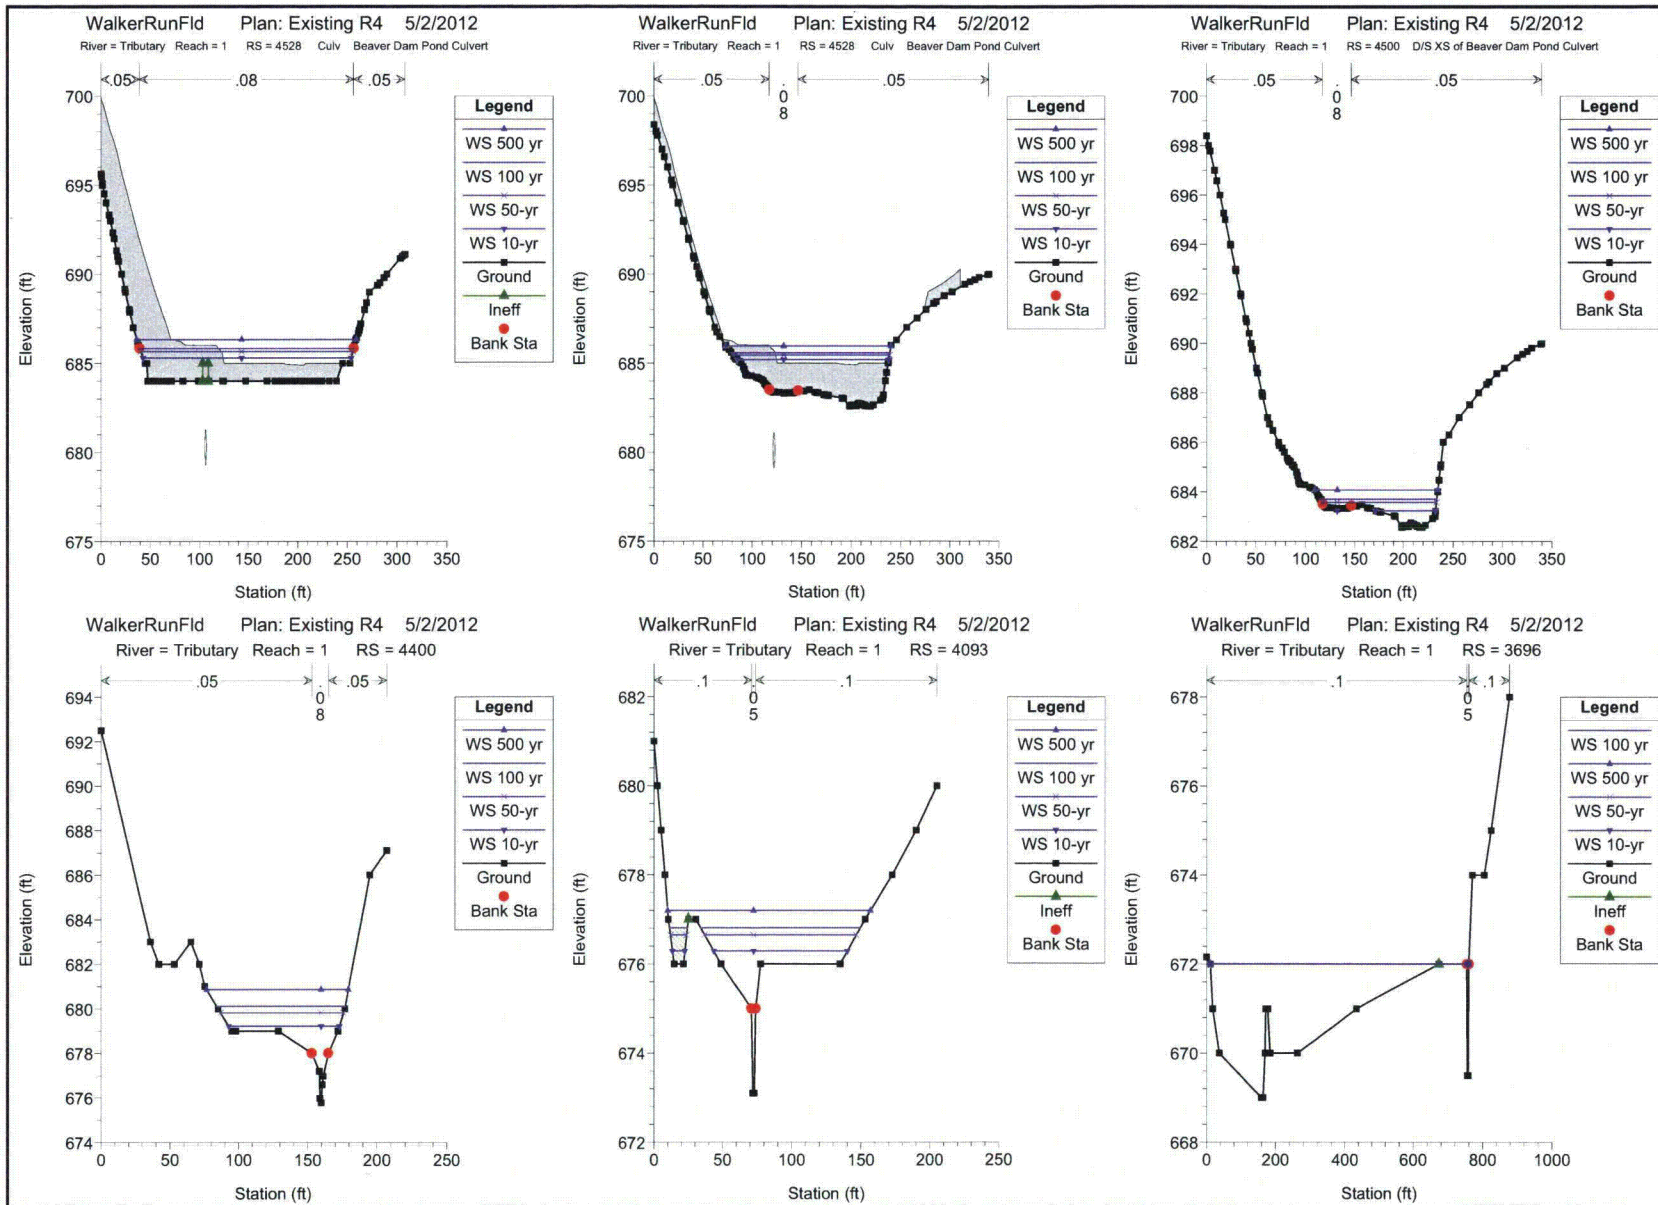 WalkerRunFld Plan: Existing R4 5/2/2012
River = Tributary Reach = 1 RS = 4528 Culv Beaver Dam Pond Culvert
.05 .08 .05
Elevation (ft)
700
695
690
685
680
675
0 50 100 150 200 250 300 350
Station (ft)
Legend
WS 500 yr
WS 100 yr
WS 50-yr
WS 10-yr
Ground
Ineff
Bank Sta
WalkerRunFld Plan: Existing R4 5/2/2012
River = Tributary Reach = 1 RS = 4528 Culv Beaver Dam Pond Culvert
.05 .08 .05
Elevation (ft)
700
695
690
685
680
675
0 50 100 150 200 250 300 350
Station (ft)
Legend
WS 500 yr
WS 100 yr
WS 50-yr
WS 10-yr
Ground
Bank Sta
WalkerRunFld Plan: Existing R4 5/2/2012
River = Tributary Reach = 1 RS = 4500 D/S XS of Beaver Dam Pond Culvert
.05 .08 .05
Elevation (ft)
700
698
696
694
692
690
688
686
684
682
0 50 100 150 200 250 300 350
Station (ft)
Legend
WS 500 yr
WS 100 yr
WS 50-yr
WS 10-yr
Ground
Bank Sta
WalkerRunFld Plan: Existing R4 5/2/2012
River = Tributary Reach = 1 RS = 4400
.05 .08 .05
Elevation (ft)
694
692
690
688
686
684
682
680
678
676
674
0 50 100 150 200 250
Station (ft)
Legend
WS 500 yr
WS 100 yr
WS 50-yr
WS 10-yr
Ground
Bank Sta
WalkerRunFld Plan: Existing R4 5/2/2012
River = Tributary Reach = 1 RS = 4093
.1 .05 .1
Elevation (ft)
682
680
678
676
674
672
0 50 100 150 200 250
Station (ft)
Legend
WS 500 yr
WS 100 yr
WS 50-yr
WS 10-yr
Ground
Ineff
Bank Sta
WalkerRunFld Plan: Existing R4 5/2/2012
River = Tributary Reach = 1 RS = 3696
.1 .05 .1
Elevation (ft)
678
676
674
672
670
668
0 200 400 600 800 1000
Station (ft)
Legend
WS 100 yr
WS 500 yr
WS 50-yr
WS 10-yr
Ground
Ineff
Bank Sta